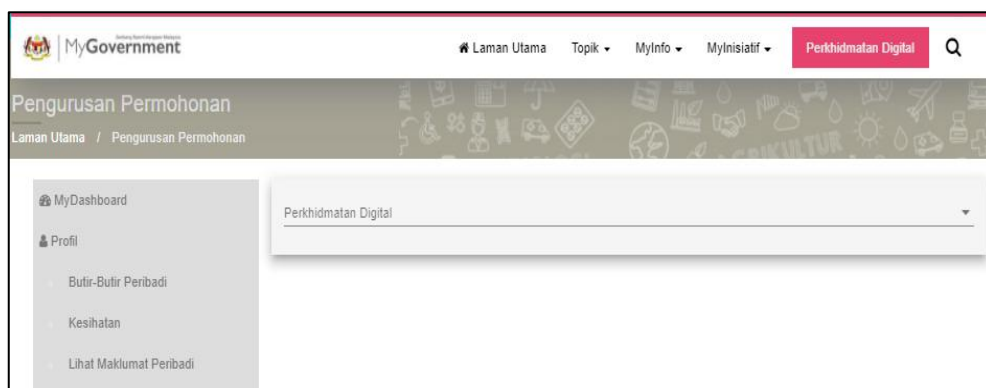 MyGovernment
Laman Utama Topik MyInfo MyInisiatif Perkhidmatan Digital
Pengurusan Permohonan
Laman Utama / Pengurusan Permohonan
AGRIKULTUR
MyDashboard
Perkhidmatan Digital
Profil
Butir-Butir Peribadi
Kesihatan
Lihat Maklumat Peribadi